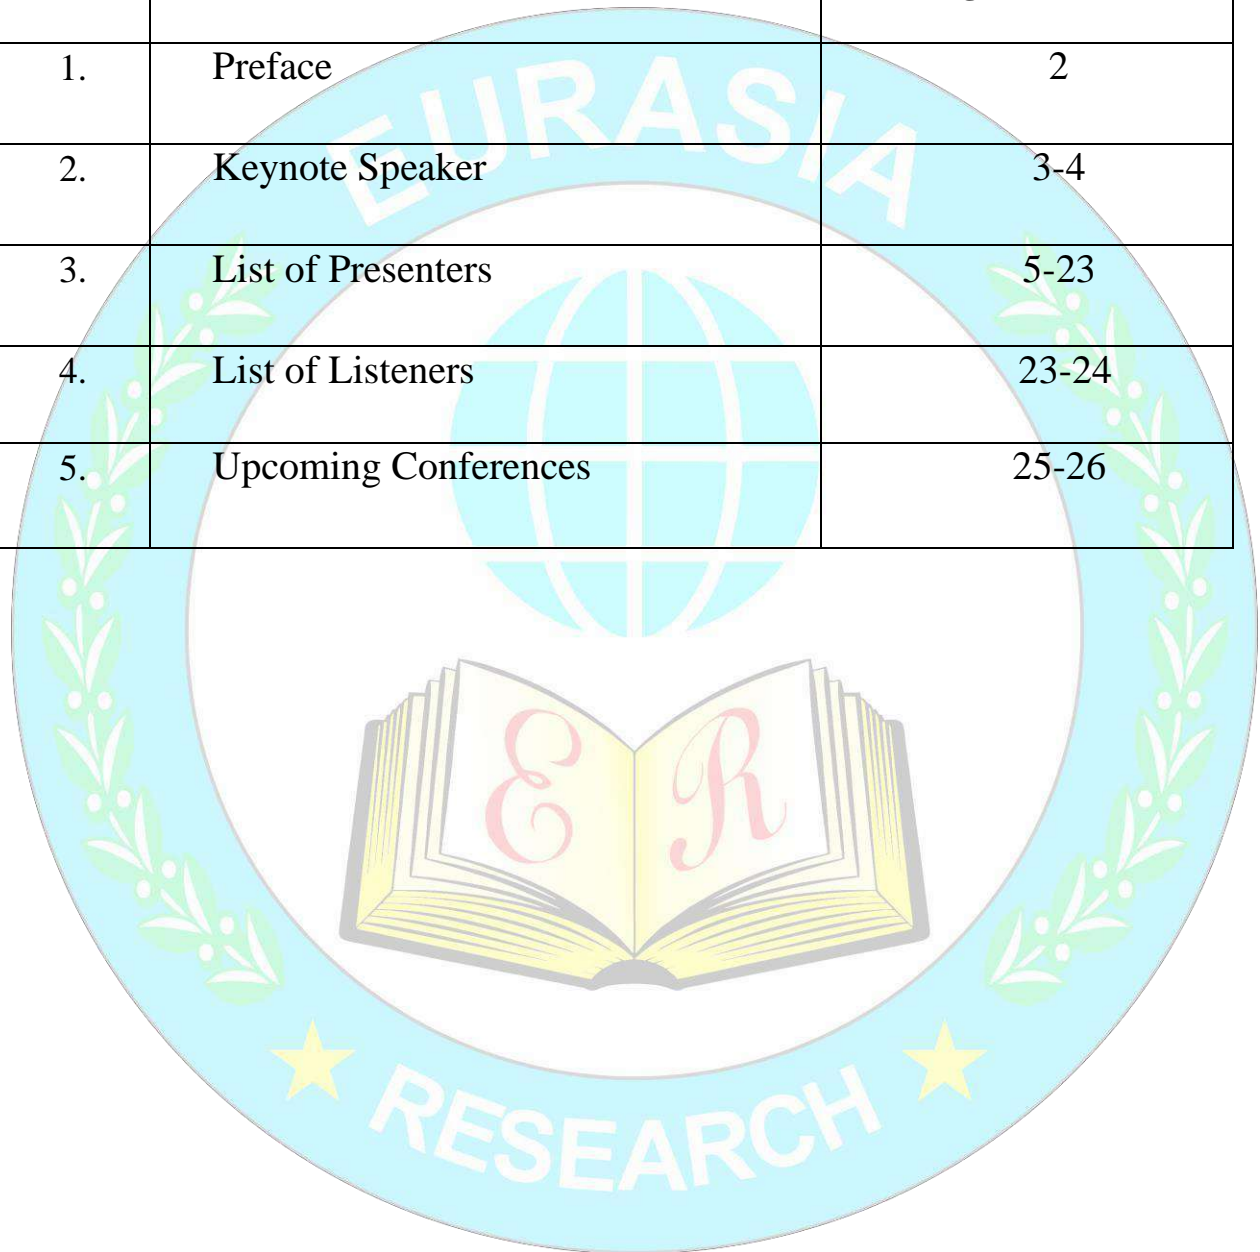 1. Preface 2
2. Keynote Speaker 3-4
3. List of Presenters 5-23
4. List of Listeners 23-24
5. Upcoming Conferences 25-26
EURASIA
E R
RESEARCH